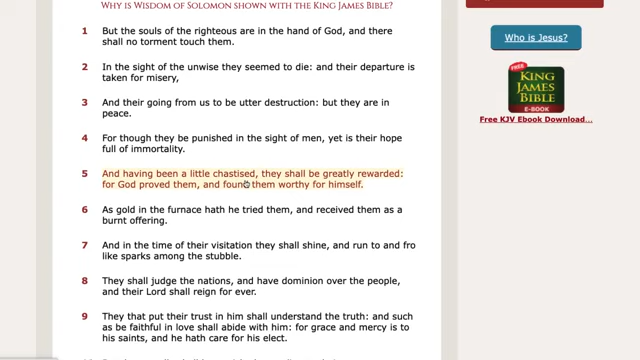 WHY IS WISDOM OF SOLOMON SHOWN WITH THE KING JAMES BIBLE?
1 But the souls of the righteous are in the hand of God, and there
shall no torment touch them.
2 In the sight of the unwise they seemed to die: and their departure is
taken for misery,
3 And their going from us to be utter destruction: but they are in
peace.
4 For though they be punished in the sight of men, yet is their hope
full of immortality.
5 And having been a little chastised, they shall be greatly rewarded:
for God proved them, and found them worthy for himself.
6 As gold in the furnace hath he tried them, and received them as a
burnt offering.
7 And in the time of their visitation they shall shine, and run to and fro
like sparks among the stubble.
8 They shall judge the nations, and have dominion over the people,
and their Lord shall reign for ever.
9 They that put their trust in him shall understand the truth: and such
as be faithful in love shall abide with him: for grace and mercy is to
his saints, and he hath care for his elect.
Who is Jesus?
FREE
KING
JAMES
BIBLE
E-BOOK
Free KJV Ebook Download...